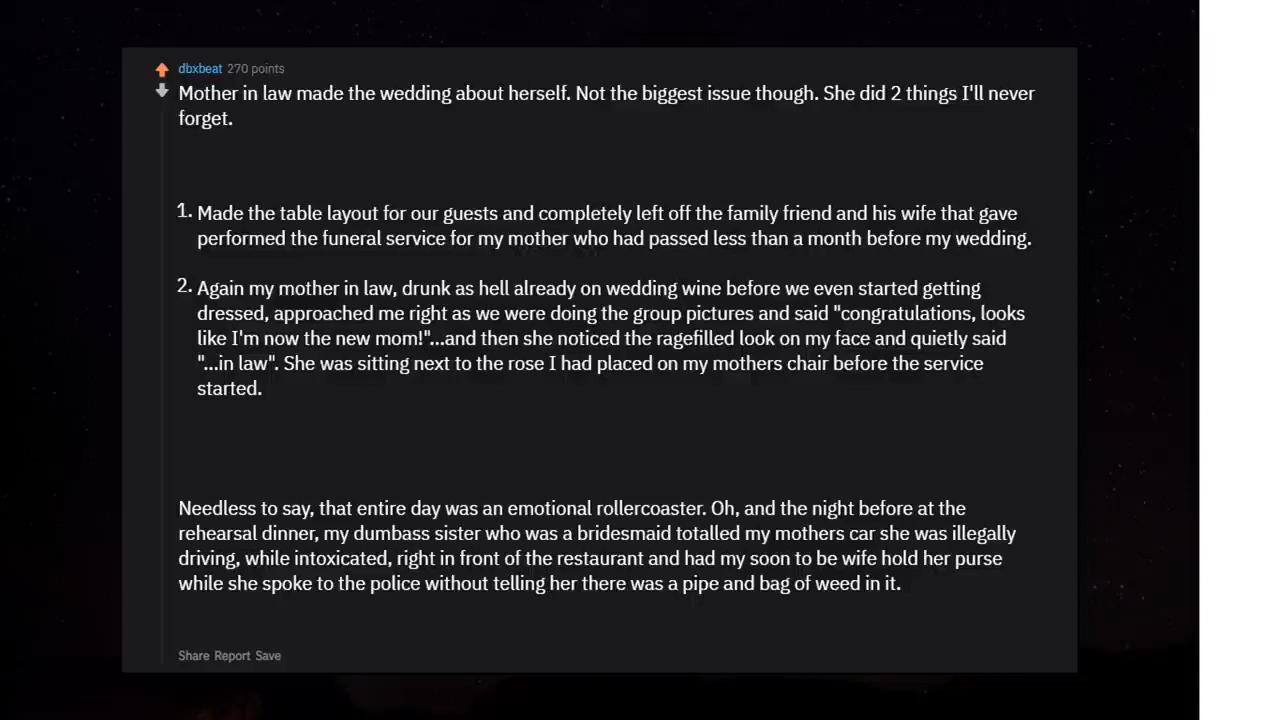 dbxbeat 270 points
Mother in law made the wedding about herself. Not the biggest issue though. She did 2 things I'll never
forget.
1. Made the table layout for our guests and completely left off the family friend and his wife that gave
performed the funeral service for my mother who had passed less than a month before my wedding.
2. Again my mother in law, drunk as hell already on wedding wine before we even started getting
dressed, approached me right as we were doing the group pictures and said "congratulations, looks
like I'm now the new mom!"...and then she noticed the ragefilled look on my face and quietly said
"...in law". She was sitting next to the rose I had placed on my mothers chair before the service
started.
Needless to say, that entire day was an emotional rollercoaster. Oh, and the night before at the
rehearsal dinner, my dumbass sister who was a bridesmaid totalled my mothers car she was illegally
driving, while intoxicated, right in front of the restaurant and had my soon to be wife hold her purse
while she spoke to the police without telling her there was a pipe and bag of weed in it.
Share Report Save